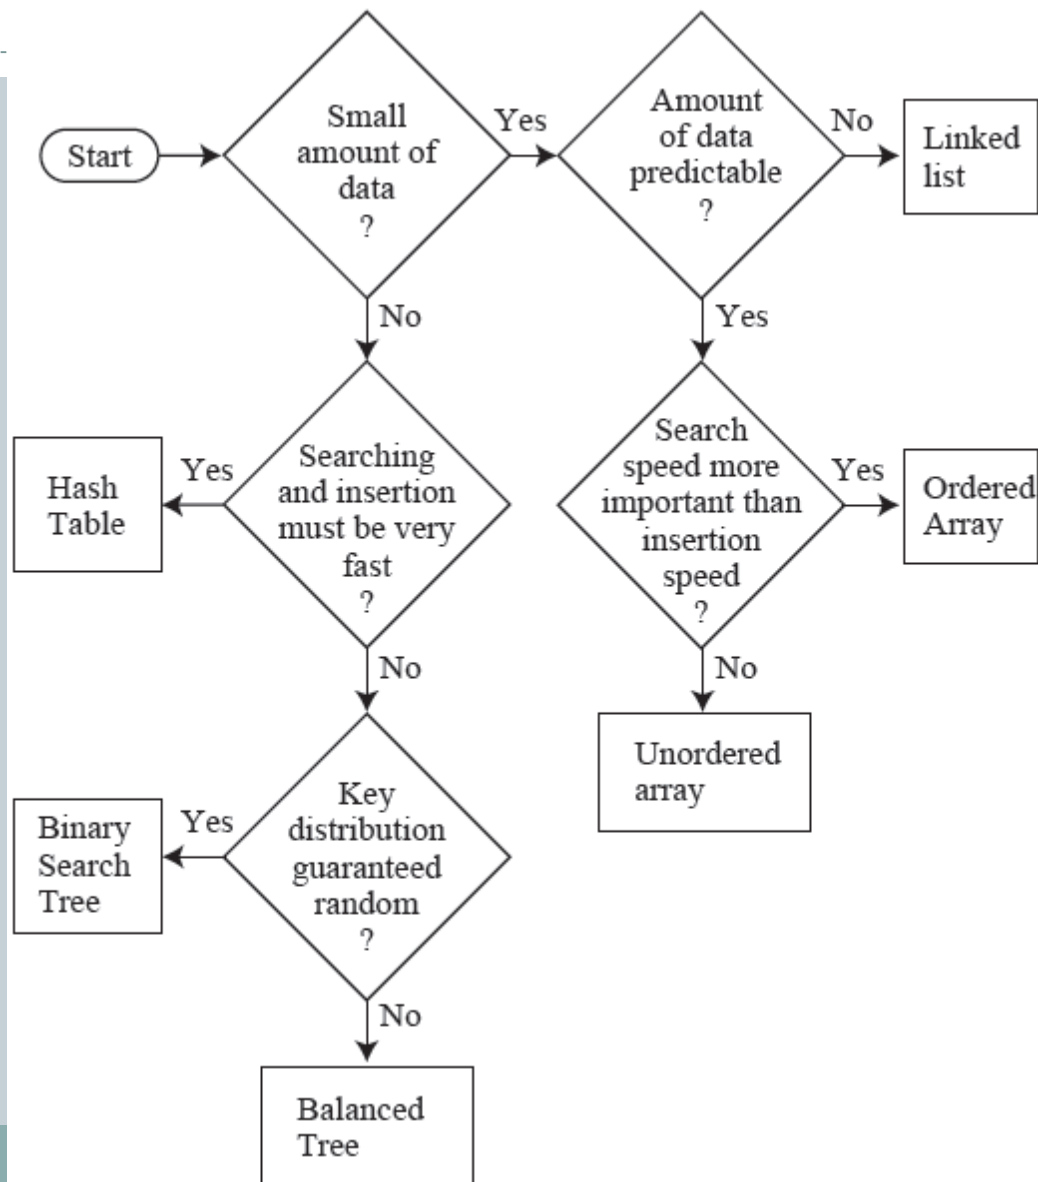 Start
Small
amount of
data
?
Yes
Amount
of data
predictable
?
No
Linked
list
No
Yes
Searching
and insertion
must be very
fast
?
Yes
Hash
Table
Search
speed more
important than
insertion
speed
?
Yes
Ordered
Array
No
No
Unordered
array
Key
distribution
guaranteed
random
?
Yes
Binary
Search
Tree
No
Balanced
Tree